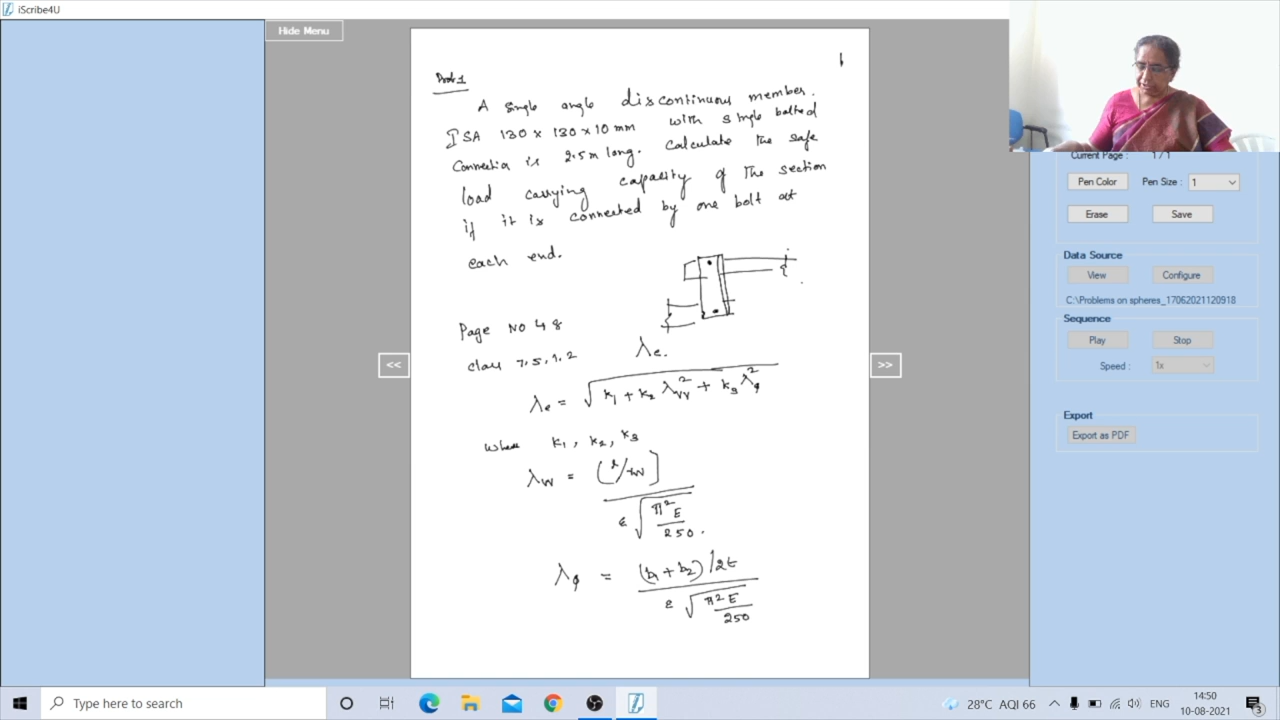 iScribe4U
Hide Menu
Prob 1
A single angle discontinuous member.
ISA 130 x 130 x 10 mm with single bolted
Connection is 2.5m long. Calculate the safe
load carrying capacity of the section
if it is connected by one bolt at
each end.
Page NO 48
class 7.5.1.2
λe.
λe = √k1 + k2 λvv² + k3 λφ²
where k1, k2, k3
λvv = [l/rvv]
ε √π²E
250.
λφ = (b1 + b2)/2t
ε √π²E
250
<<
>>
Current Page : 1 / 1
Pen Color Pen Size : 1
Erase Save
Data Source
View Configure
C:\Problems on spheres_17062021120918
Sequence
Play Stop
Speed : 1x
Export
Export as PDF
Type here to search
28°C AQI 66 ENG 14:50
10-08-2021 3